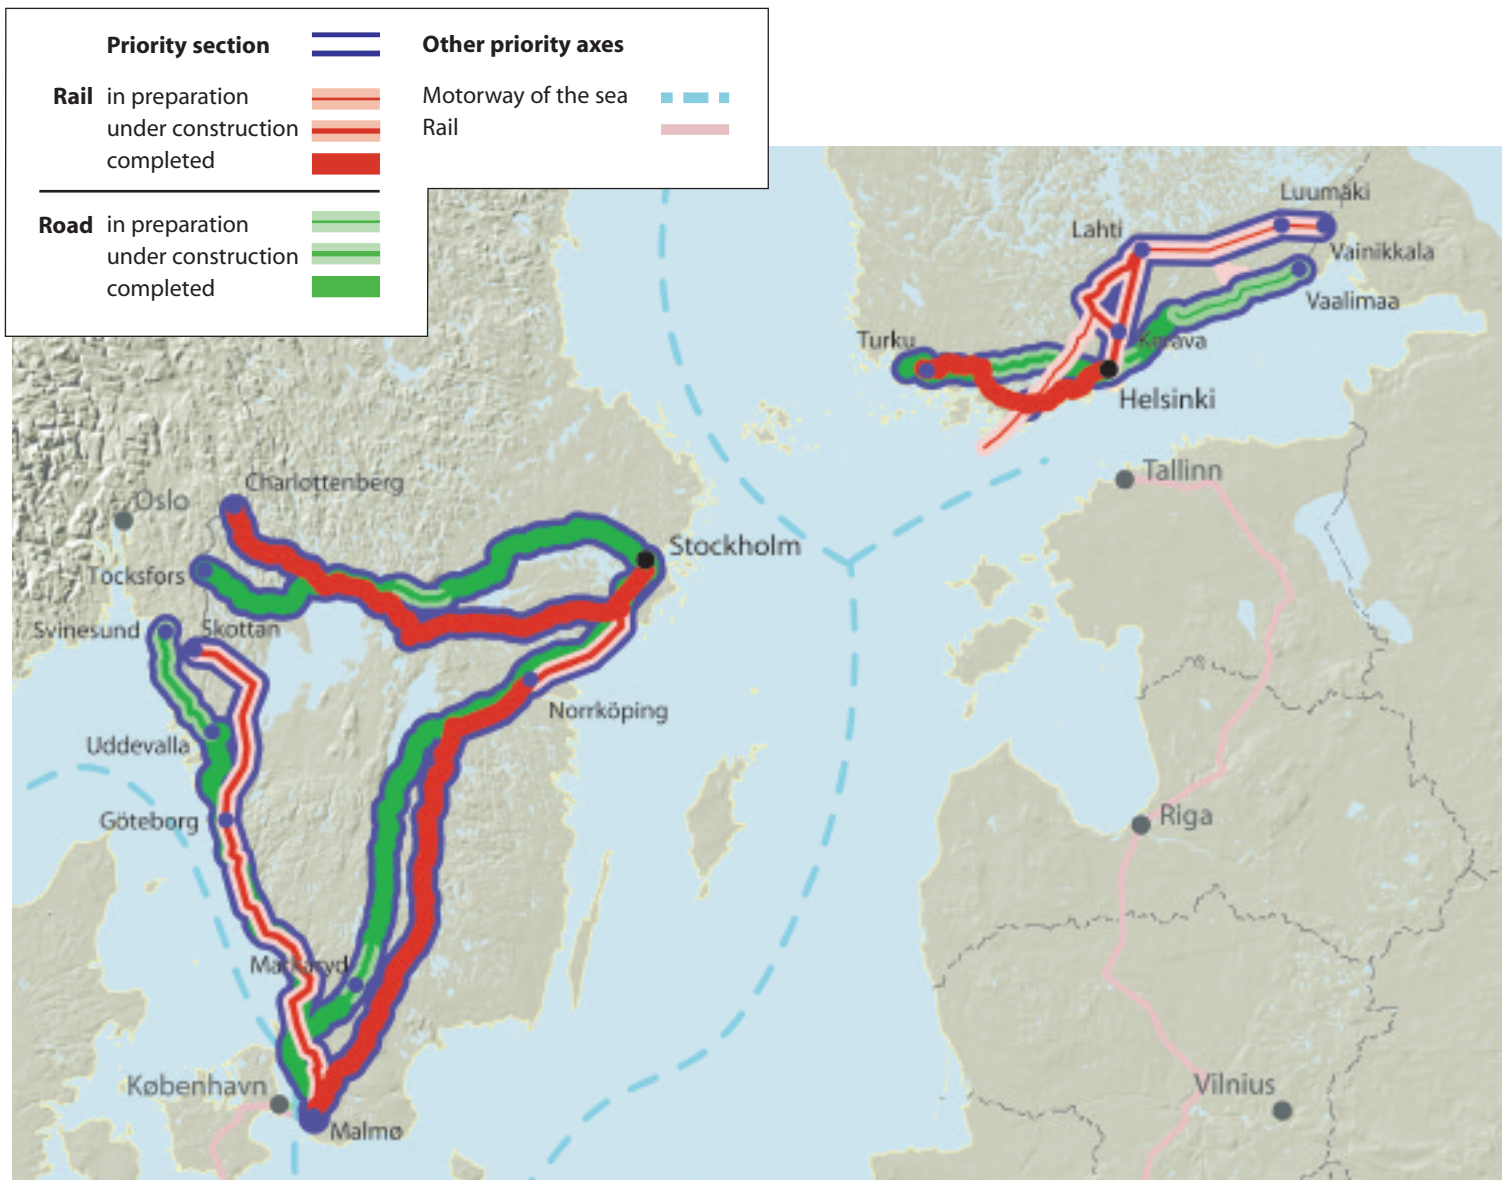 Priority section
Other priority axes
Rail in preparation
under construction
completed
Motorway of the sea
Rail
Road in preparation
under construction
completed
Luumäki
Lahti
Vainikkala
Vaalimaa
Turku
Kerava
Helsinki
Tallinn
Charlottenberg
Oslo
Stockholm
Tocksfors
Svinesund
Skottan
Norrköping
Uddevalla
Göteborg
Riga
Markaryd
København
Vilnius
Malmø